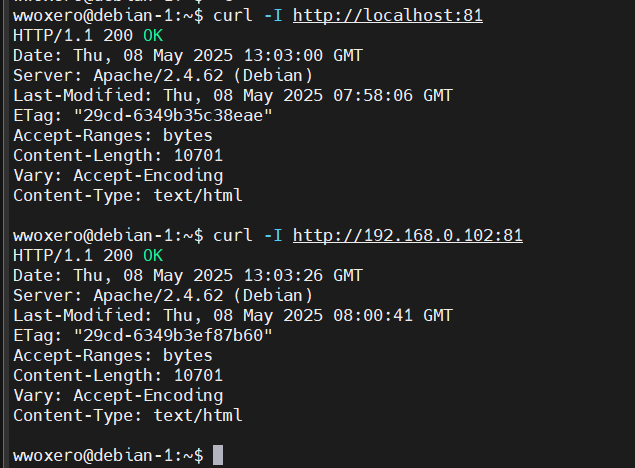 wwoxero@debian-1:~$ curl -I http://localhost:81
HTTP/1.1 200 OK
Date: Thu, 08 May 2025 13:03:00 GMT
Server: Apache/2.4.62 (Debian)
Last-Modified: Thu, 08 May 2025 07:58:06 GMT
ETag: "29cd-6349b35c38eae"
Accept-Ranges: bytes
Content-Length: 10701
Vary: Accept-Encoding
Content-Type: text/html

wwoxero@debian-1:~$ curl -I http://192.168.0.102:81
HTTP/1.1 200 OK
Date: Thu, 08 May 2025 13:03:26 GMT
Server: Apache/2.4.62 (Debian)
Last-Modified: Thu, 08 May 2025 08:00:41 GMT
ETag: "29cd-6349b3ef87b60"
Accept-Ranges: bytes
Content-Length: 10701
Vary: Accept-Encoding
Content-Type: text/html

wwoxero@debian-1:~$